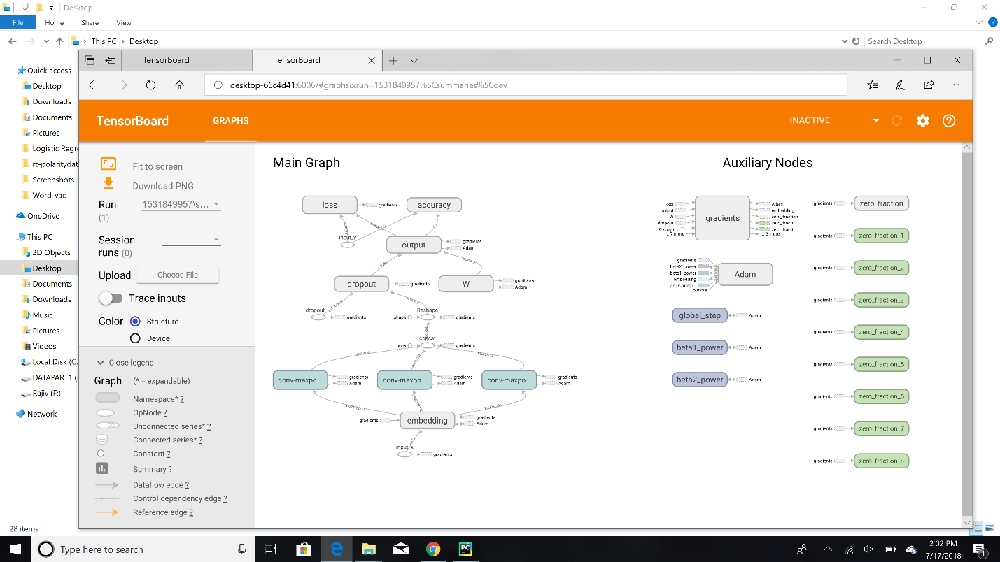 Desktop
File Home Share View
This PC Desktop
Search Desktop
Quick access
Desktop
Downloads
Documents
Pictures
Logistic Regre
rt-polaritydat
Screenshots
Word_vac
OneDrive
This PC
3D Objects
Desktop
Documents
Downloads
Music
Pictures
Videos
Local Disk (C:
DATAPART1 (
Rajiv (F:)
Network
28 items
TensorBoard TensorBoard
desktop-66c4d41:6006/#graphs&run=1531849957%5Csummaries%5Cdev
TensorBoard GRAPHS INACTIVE
Fit to screen
Download PNG
Run 1531849957\s...
(1)
Session
runs (0)
Upload Choose File
Trace inputs
Color Structure
Device
Close legend.
Graph (* = expandable)
Namespace* ?
OpNode ?
Unconnected series* ?
Connected series* ?
Constant ?
Summary ?
Dataflow edge ?
Control dependency edge ?
Reference edge ?
Main Graph
loss gradients accuracy
input_y
output gradients
Adam
dropout gradients W gradients
Adam
dropout_ gradients
Reshape
shape gradients
concat
axis gradients
conv-maxpo... gradients
Adam
conv-maxpo... gradients
Adam
conv-maxpo... gradients
Adam
gradients embedding gradients
Adam
input_x
gradients
Auxiliary Nodes
loss
output
W
dropout
Reshape
... 7 more
gradients
Adam
embedding
zero_fraction
zero_fracti...
zero_fracti...
... 6 more
gradients
beta2_power
beta1_power
embedding
conv-maxpo...
5 more
Adam
global_step Adam
beta1_power Adam
beta2_power Adam
gradients zero_fraction
gradients zero_fraction_1
gradients zero_fraction_2
gradients zero_fraction_3
gradients zero_fraction_4
gradients zero_fraction_5
gradients zero_fraction_6
gradients zero_fraction_7
gradients zero_fraction_8
Type here to search
PC
2:02 PM
7/17/2018
1